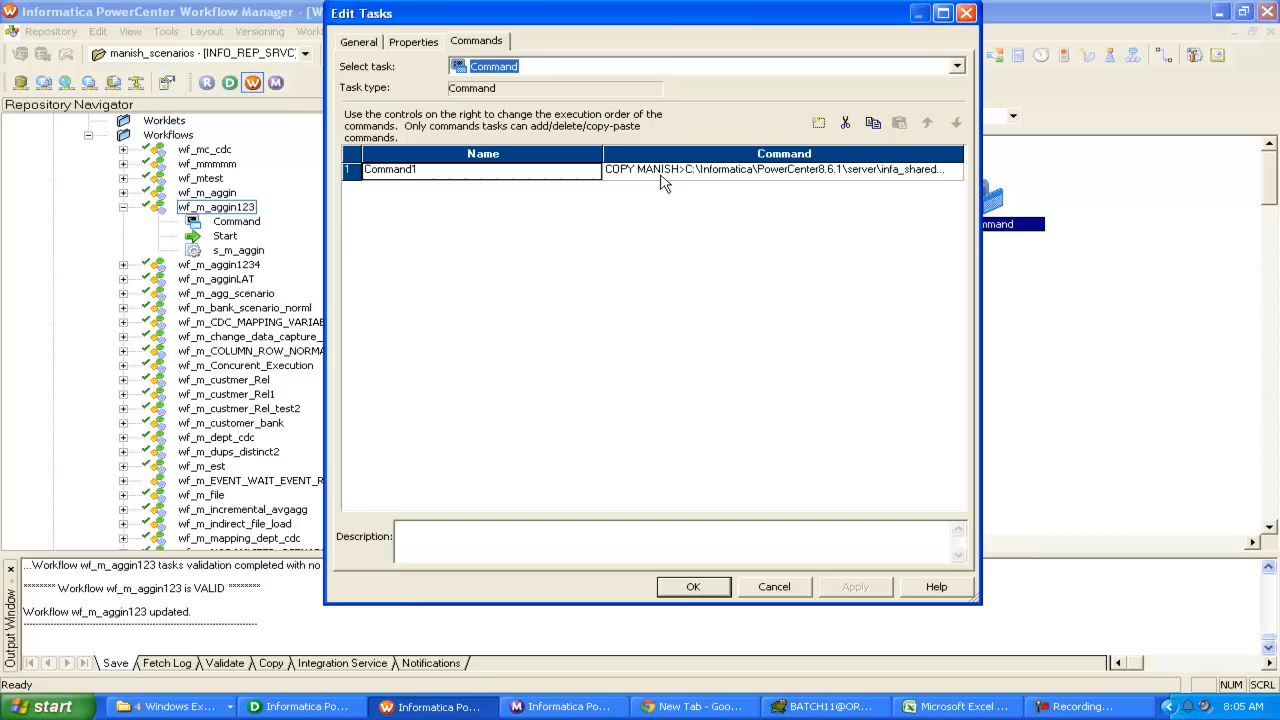 Informatica PowerCenter Workflow Manager
Edit Tasks
Repository Edit View Tools Layout Versioning
manish_scenarios - [INFO_REP_SRVC
R D W M
Repository Navigator
Worklets
Workflows
wf_mc_cdc
wf_mmmmm
wf_mtest
wf_m_aggin
wf_m_aggin123
Command
Start
s_m_aggin
wf_m_aggin1234
wf_m_agginLAT
wf_m_agg_scenario
wf_m_bank_scenario_norml
wf_m_CDC_MAPPING_VARIAB
wf_m_change_data_capture_
wf_m_COLUMN_ROW_NORMA
wf_m_Concurent_Execution
wf_m_custmer_Rel
wf_m_custmer_Rel1
wf_m_custmer_Rel_test2
wf_m_customer_bank
wf_m_dept_cdc
wf_m_dups_distinct2
wf_m_est
wf_m_EVENT_WAIT_EVENT_R
wf_m_file
wf_m_incremental_avgagg
wf_m_indirect_file_load
wf_m_mapping_dept_cdc
General Properties Commands
Select task: Command
Task type: Command
Use the controls on the right to change the execution order of the
commands. Only commands tasks can add/delete/copy-paste
commands.
Name Command
1 Command1 COPY MANISH>C:\Informatica\PowerCenter8.6.1\server\infa_shared...
Description:
OK Cancel Apply Help
mmand
Output Window
...Workflow wf_m_aggin123 tasks validation completed with no
******** Workflow wf_m_aggin123 is VALID ********
Workflow wf_m_aggin123 updated.
Save Fetch Log Validate Copy Integration Service Notifications
Ready NUM SCRL
start 4 Windows Ex... Informatica Po... Informatica Po... Informatica Po... New Tab - Goo... BATCH11@OR... Microsoft Excel ... Recording... 8:05 AM